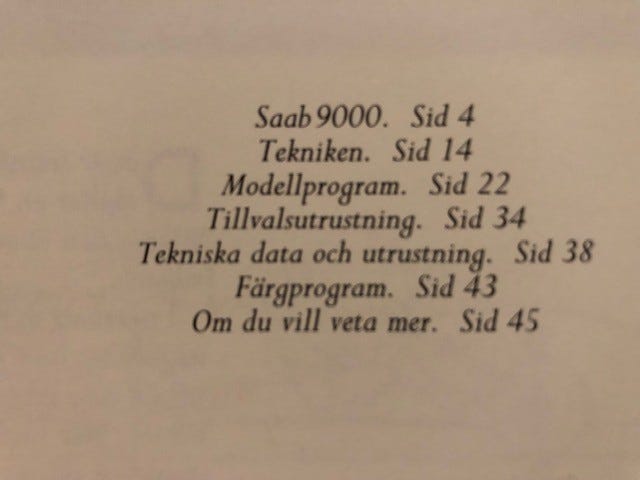 Saab 9000. Sid 4
Tekniken. Sid 14
Modellprogram. Sid 22
Tillvalsutrustning. Sid 34
Tekniska data och utrustning. Sid 38
Färgprogram. Sid 43
Om du vill veta mer. Sid 45